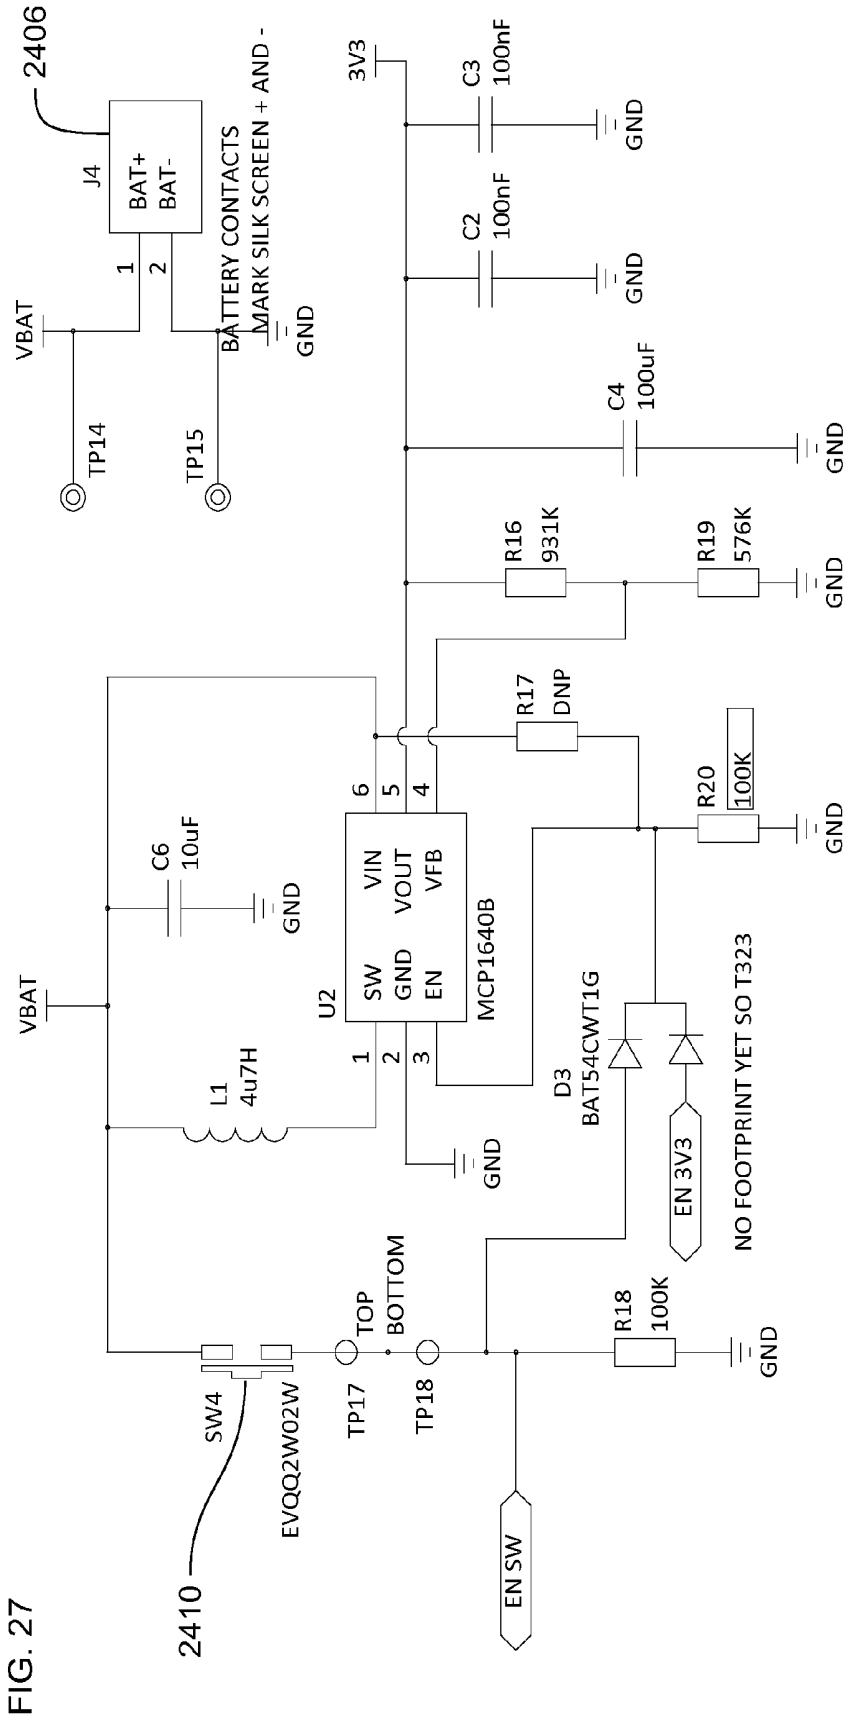 FIG. 27
2410
SW4
EVQQ2W02W
TP17
TOP
BOTTOM
TP18
EN SW
R18
100K
GND
VBAT
L1
4u7H
C6
10uF
GND
U2
SW
GND
EN
VIN
VOUT
VFB
1
2
3
6
5
4
MCP1640B
GND
D3
BAT54CWT1G
EN 3V3
NO FOOTPRINT YET SO T323
R17
DNP
R20
100K
GND
R16
931K
R19
576K
GND
C4
100uF
GND
C2
100nF
GND
C3
100nF
GND
3V3
TP14
TP15
VBAT
GND
1
2
J4
BAT+
BAT-
BATTERY CONTACTS
MARK SILK SCREEN + AND -
2406